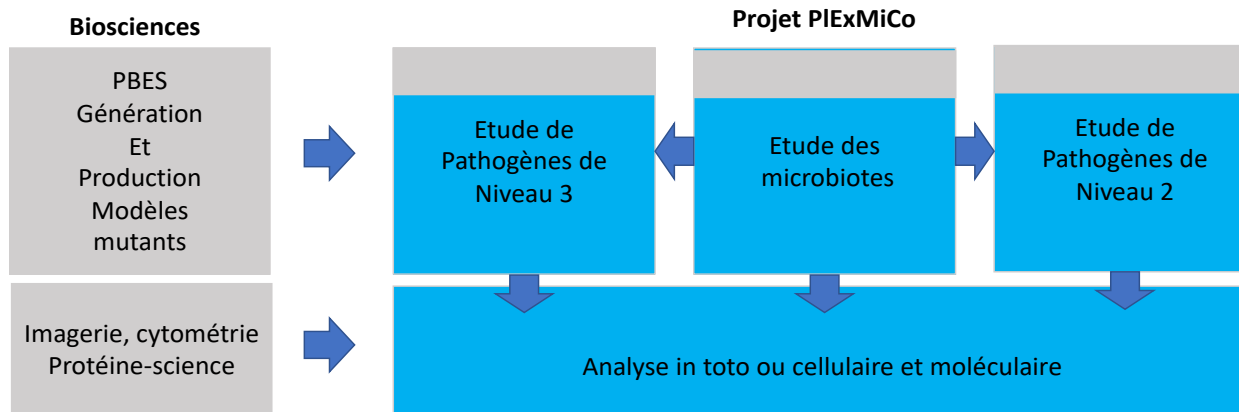 Biosciences
Projet PlExMiCo
PBES
Génération
Et
Production
Modèles
mutants
Etude de
Pathogènes de
Niveau 3
Etude des
microbiotes
Etude de
Pathogènes de
Niveau 2
Imagerie, cytométrie
Protéine-science
Analyse in toto ou cellulaire et moléculaire